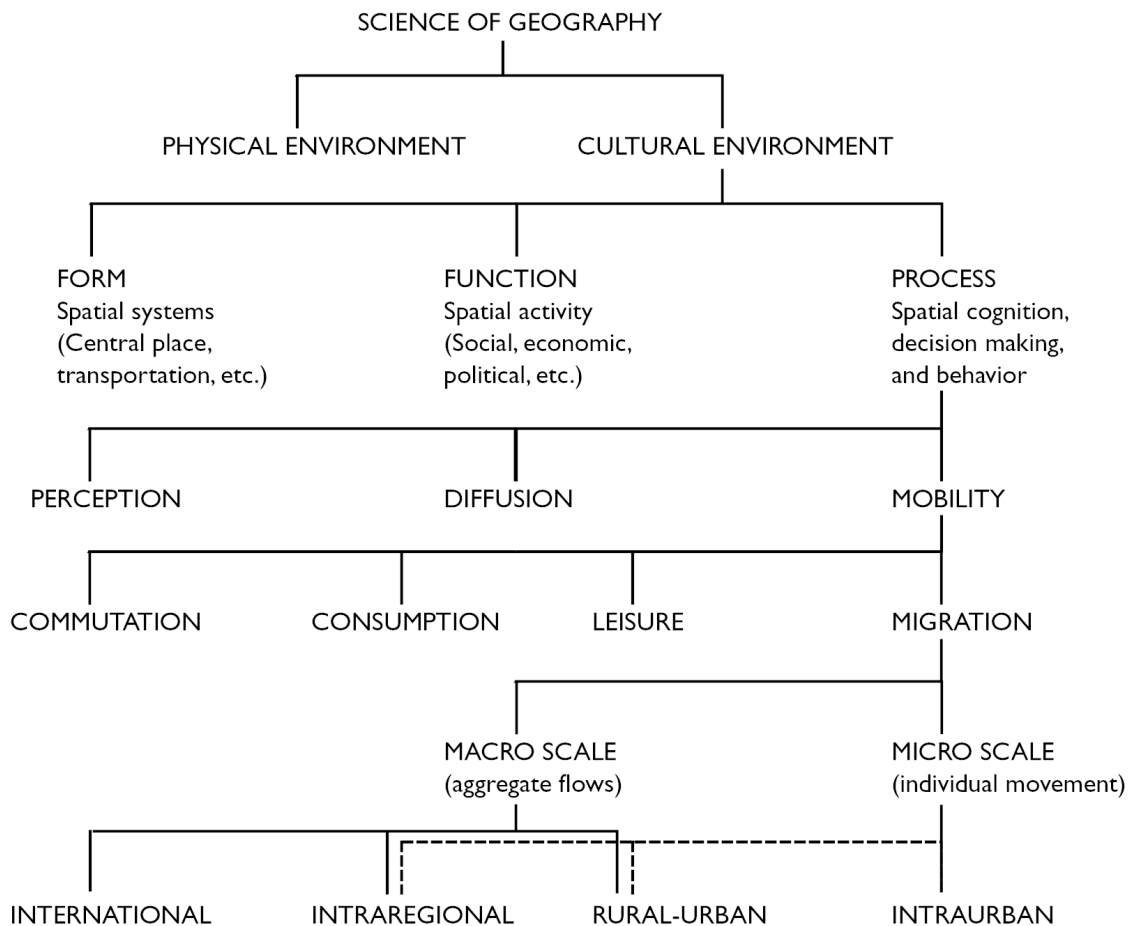 SCIENCE OF GEOGRAPHY
PHYSICAL ENVIRONMENT
CULTURAL ENVIRONMENT
FORM
Spatial systems
(Central place,
transportation, etc.)
FUNCTION
Spatial activity
(Social, economic,
political, etc.)
PROCESS
Spatial cognition,
decision making,
and behavior
PERCEPTION
DIFFUSION
MOBILITY
COMMUTATION
CONSUMPTION
LEISURE
MIGRATION
MACRO SCALE
(aggregate flows)
MICRO SCALE
(individual movement)
INTERNATIONAL
INTRAREGIONAL
RURAL-URBAN
INTRAURBAN